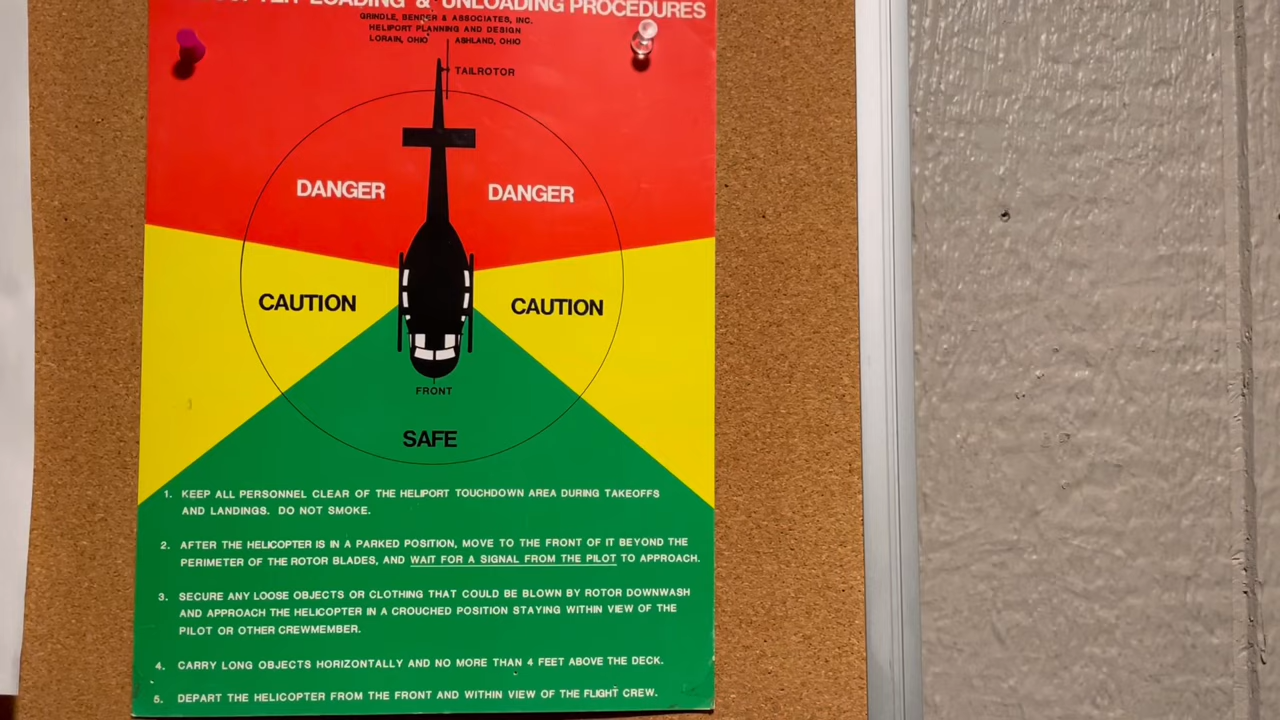 LOADING & UNLOADING PROCEDURES
GRINDLE, BENDER & ASSOCIATES, INC.
HELIPORT PLANNING AND DESIGN
LORAIN, OHIO ASHLAND, OHIO
TAILROTOR
DANGER DANGER
CAUTION CAUTION
FRONT
SAFE
1. KEEP ALL PERSONNEL CLEAR OF THE HELIPORT TOUCHDOWN AREA DURING TAKEOFFS
AND LANDINGS. DO NOT SMOKE.
2. AFTER THE HELICOPTER IS IN A PARKED POSITION, MOVE TO THE FRONT OF IT BEYOND THE
PERIMETER OF THE ROTOR BLADES, AND WAIT FOR A SIGNAL FROM THE PILOT TO APPROACH.
3. SECURE ANY LOOSE OBJECTS OR CLOTHING THAT COULD BE BLOWN BY ROTOR DOWNWASH
AND APPROACH THE HELICOPTER IN A CROUCHED POSITION STAYING WITHIN VIEW OF THE
PILOT OR OTHER CREWMEMBER.
4. CARRY LONG OBJECTS HORIZONTALLY AND NO MORE THAN 4 FEET ABOVE THE DECK.
5. DEPART THE HELICOPTER FROM THE FRONT AND WITHIN VIEW OF THE FLIGHT CREW.